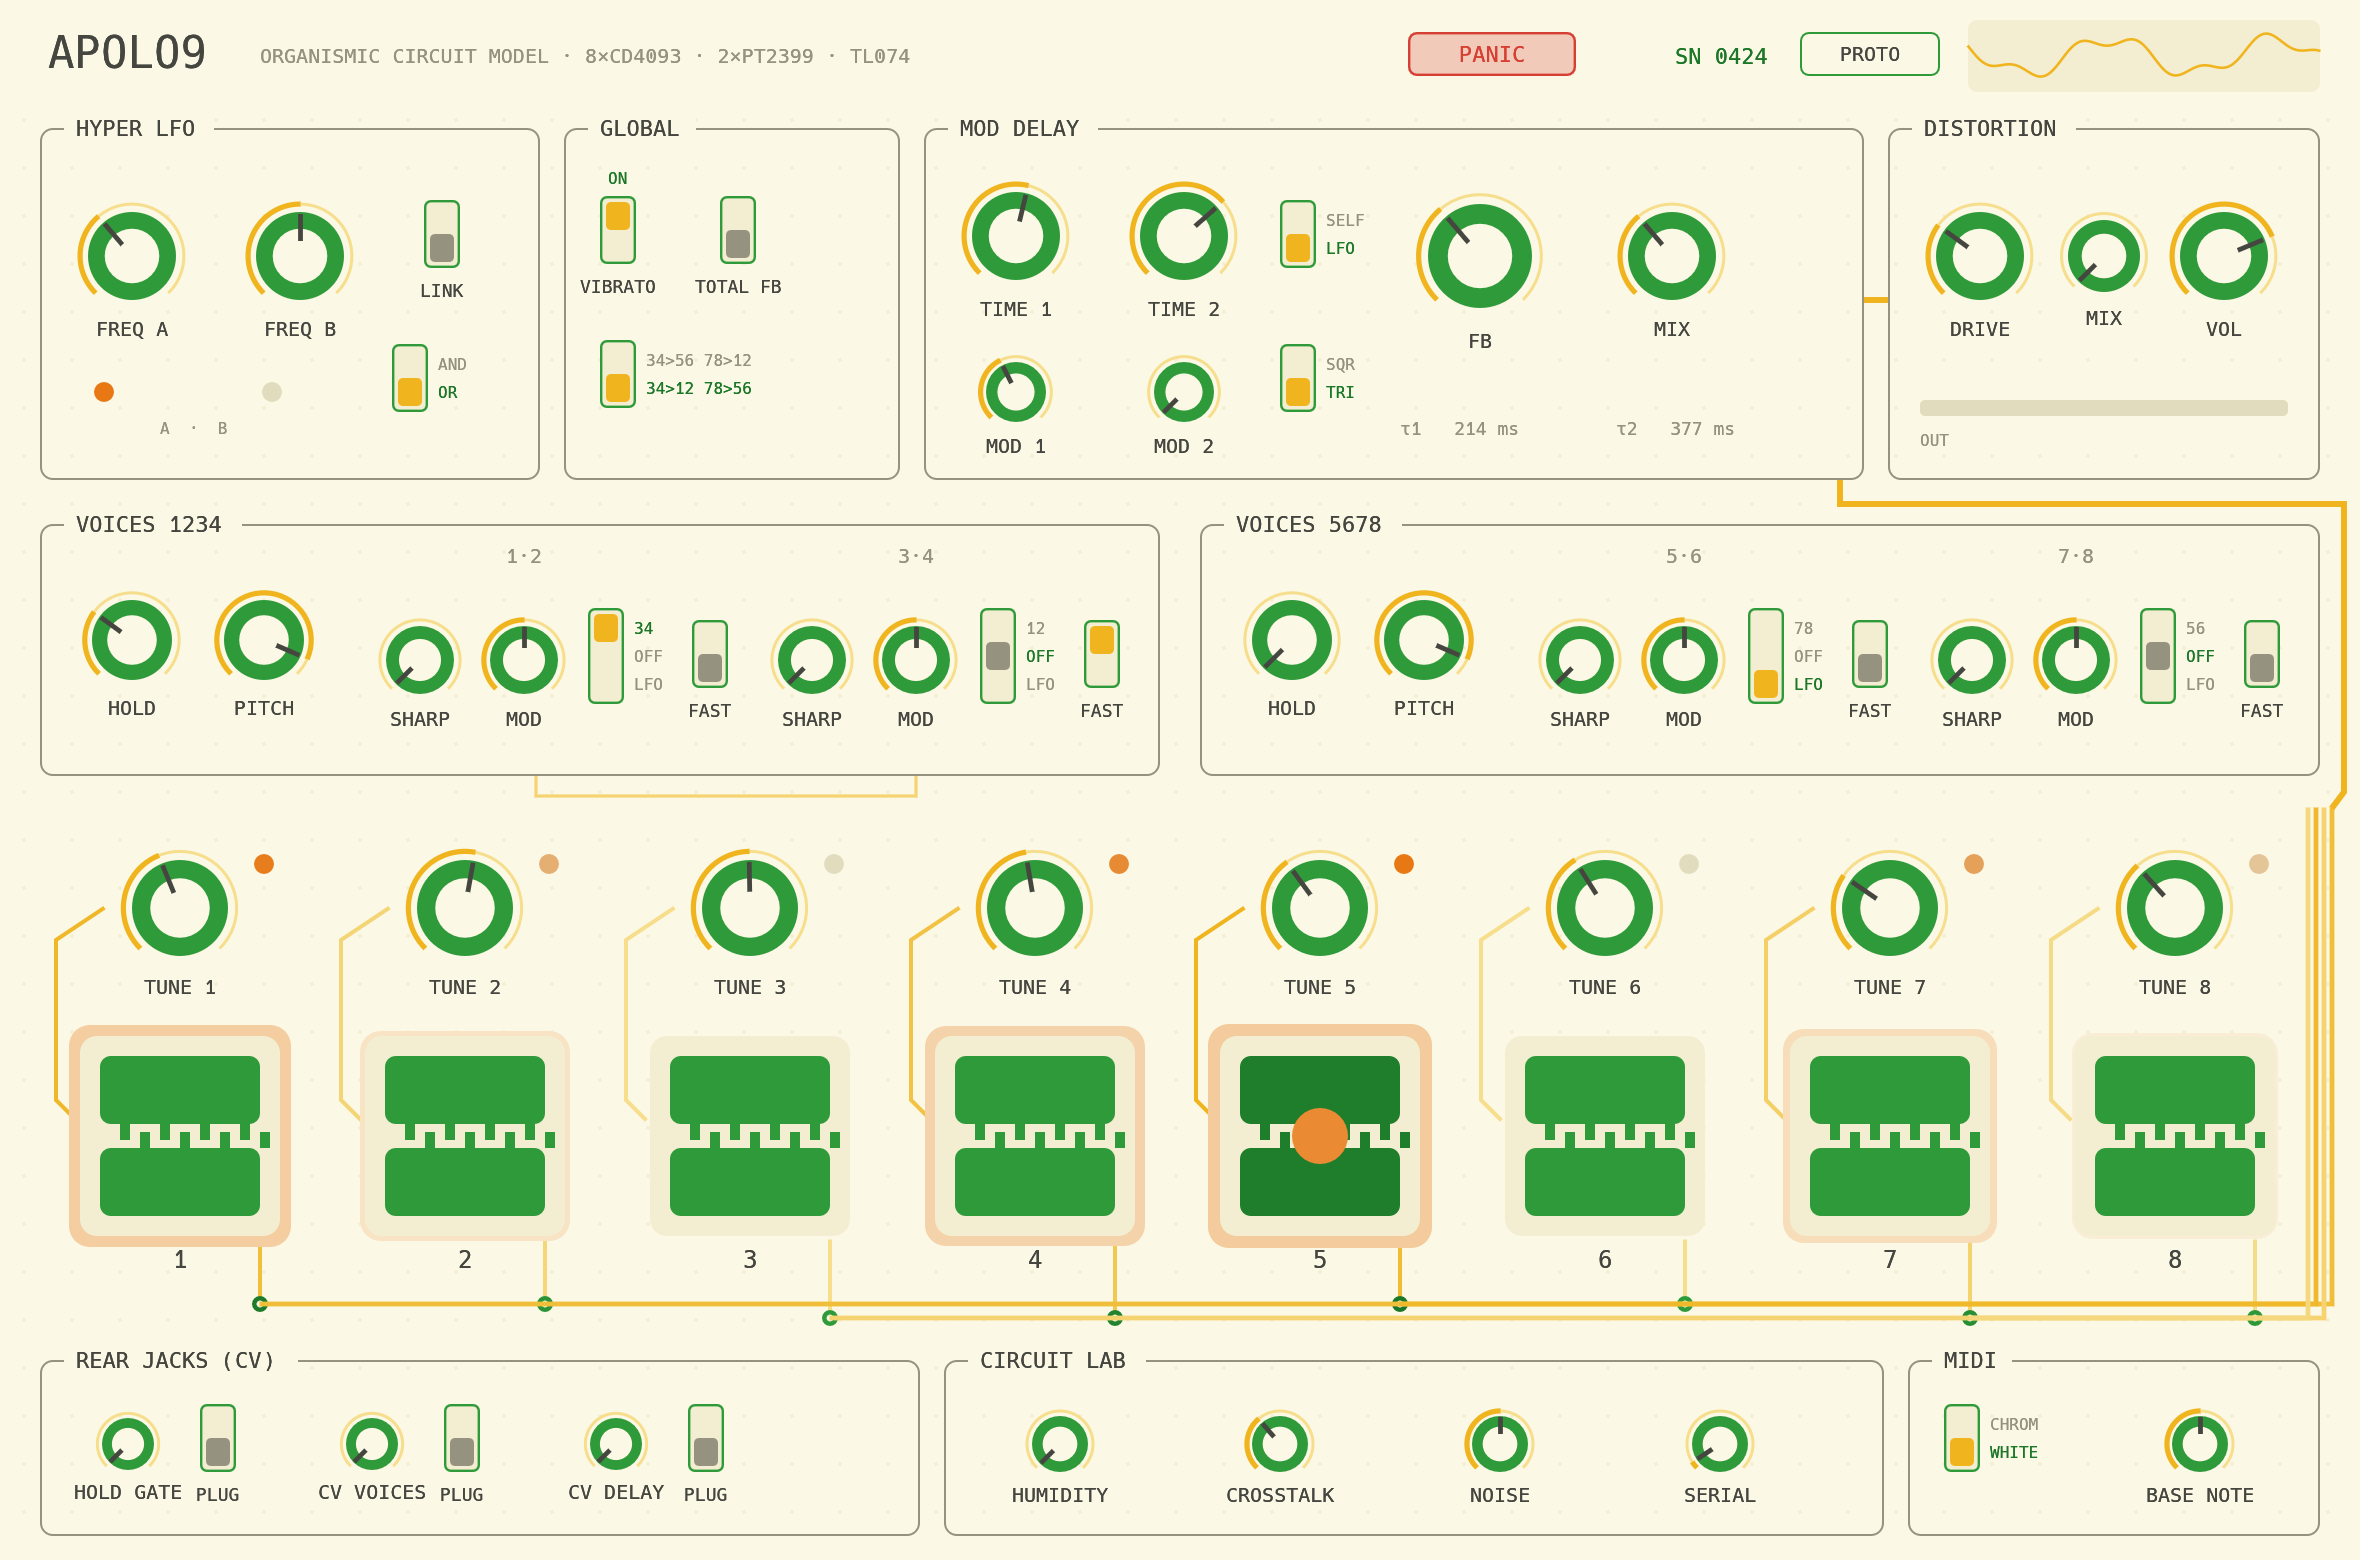 APOLO9
ORGANISMIC CIRCUIT MODEL · 8×CD4093 · 2×PT2399 · TL074
PANIC
SN 0424
PROTO
HYPER LFO
FREQ A
FREQ B
LINK
AND
OR
A · B
GLOBAL
ON
VIBRATO
TOTAL FB
34>56 78>12
34>12 78>56
MOD DELAY
TIME 1
TIME 2
SELF
LFO
FB
MIX
MOD 1
MOD 2
SQR
TRI
τ1 214 ms
τ2 377 ms
DISTORTION
DRIVE
MIX
VOL
OUT
VOICES 1234
1·2
3·4
HOLD
PITCH
SHARP
MOD
34
OFF
LFO
FAST
SHARP
MOD
12
OFF
LFO
FAST
VOICES 5678
5·6
7·8
HOLD
PITCH
SHARP
MOD
78
OFF
LFO
FAST
SHARP
MOD
56
OFF
LFO
FAST
TUNE 1
TUNE 2
TUNE 3
TUNE 4
TUNE 5
TUNE 6
TUNE 7
TUNE 8
1
2
3
4
5
6
7
8
REAR JACKS (CV)
HOLD GATE
PLUG
CV VOICES
PLUG
CV DELAY
PLUG
CIRCUIT LAB
HUMIDITY
CROSSTALK
NOISE
SERIAL
MIDI
CHROM
WHITE
BASE NOTE